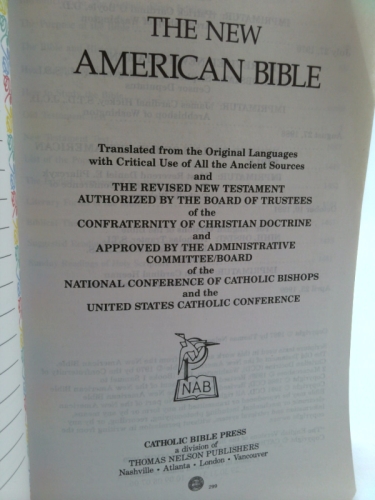 THE NEW
AMERICAN BIBLE
Translated from the Original Languages
with Critical Use of All the Ancient Sources
and
THE REVISED NEW TESTAMENT
AUTHORIZED BY THE BOARD OF TRUSTEES
of the
CONFRATERNITY OF CHRISTIAN DOCTRINE
and
APPROVED BY THE ADMINISTRATIVE
COMMITTEE/BOARD
of the
NATIONAL CONFERENCE OF CATHOLIC BISHOPS
and the
UNITED STATES CATHOLIC CONFERENCE
NAB
CATHOLIC BIBLE PRESS
a division of
THOMAS NELSON PUBLISHERS
Nashville • Atlanta • London • Vancouver